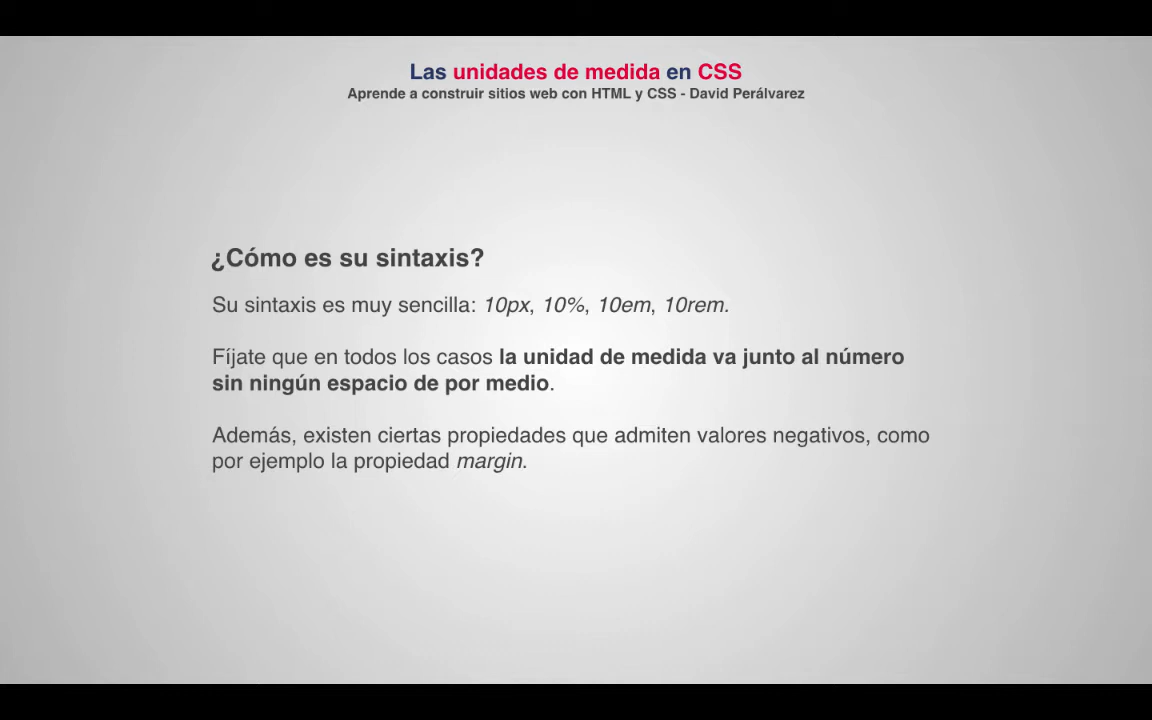 Las unidades de medida en CSS
Aprende a construir sitios web con HTML y CSS - David Perálvarez
¿Cómo es su sintaxis?
Su sintaxis es muy sencilla: 10px, 10%, 10em, 10rem.
Fíjate que en todos los casos la unidad de medida va junto al número
sin ningún espacio de por medio.
Además, existen ciertas propiedades que admiten valores negativos, como
por ejemplo la propiedad margin.